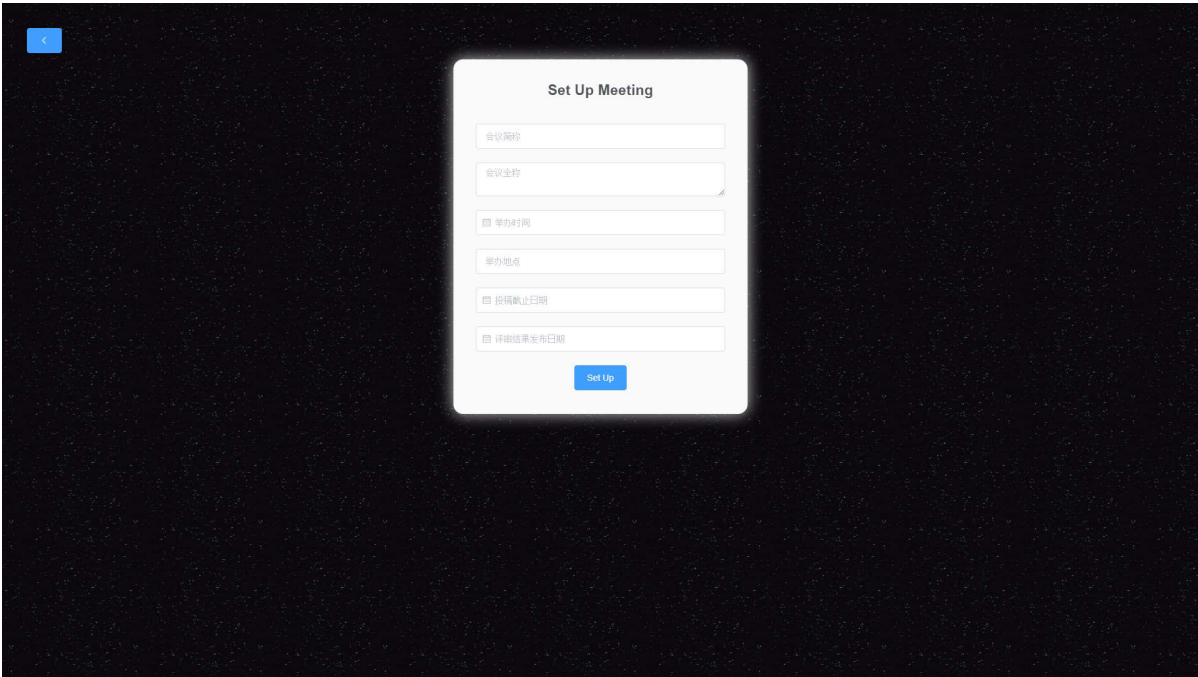 Set Up Meeting
会议简称
会议全称
举办时间
举办地点
投稿截止日期
评审结果发布日期
Set Up